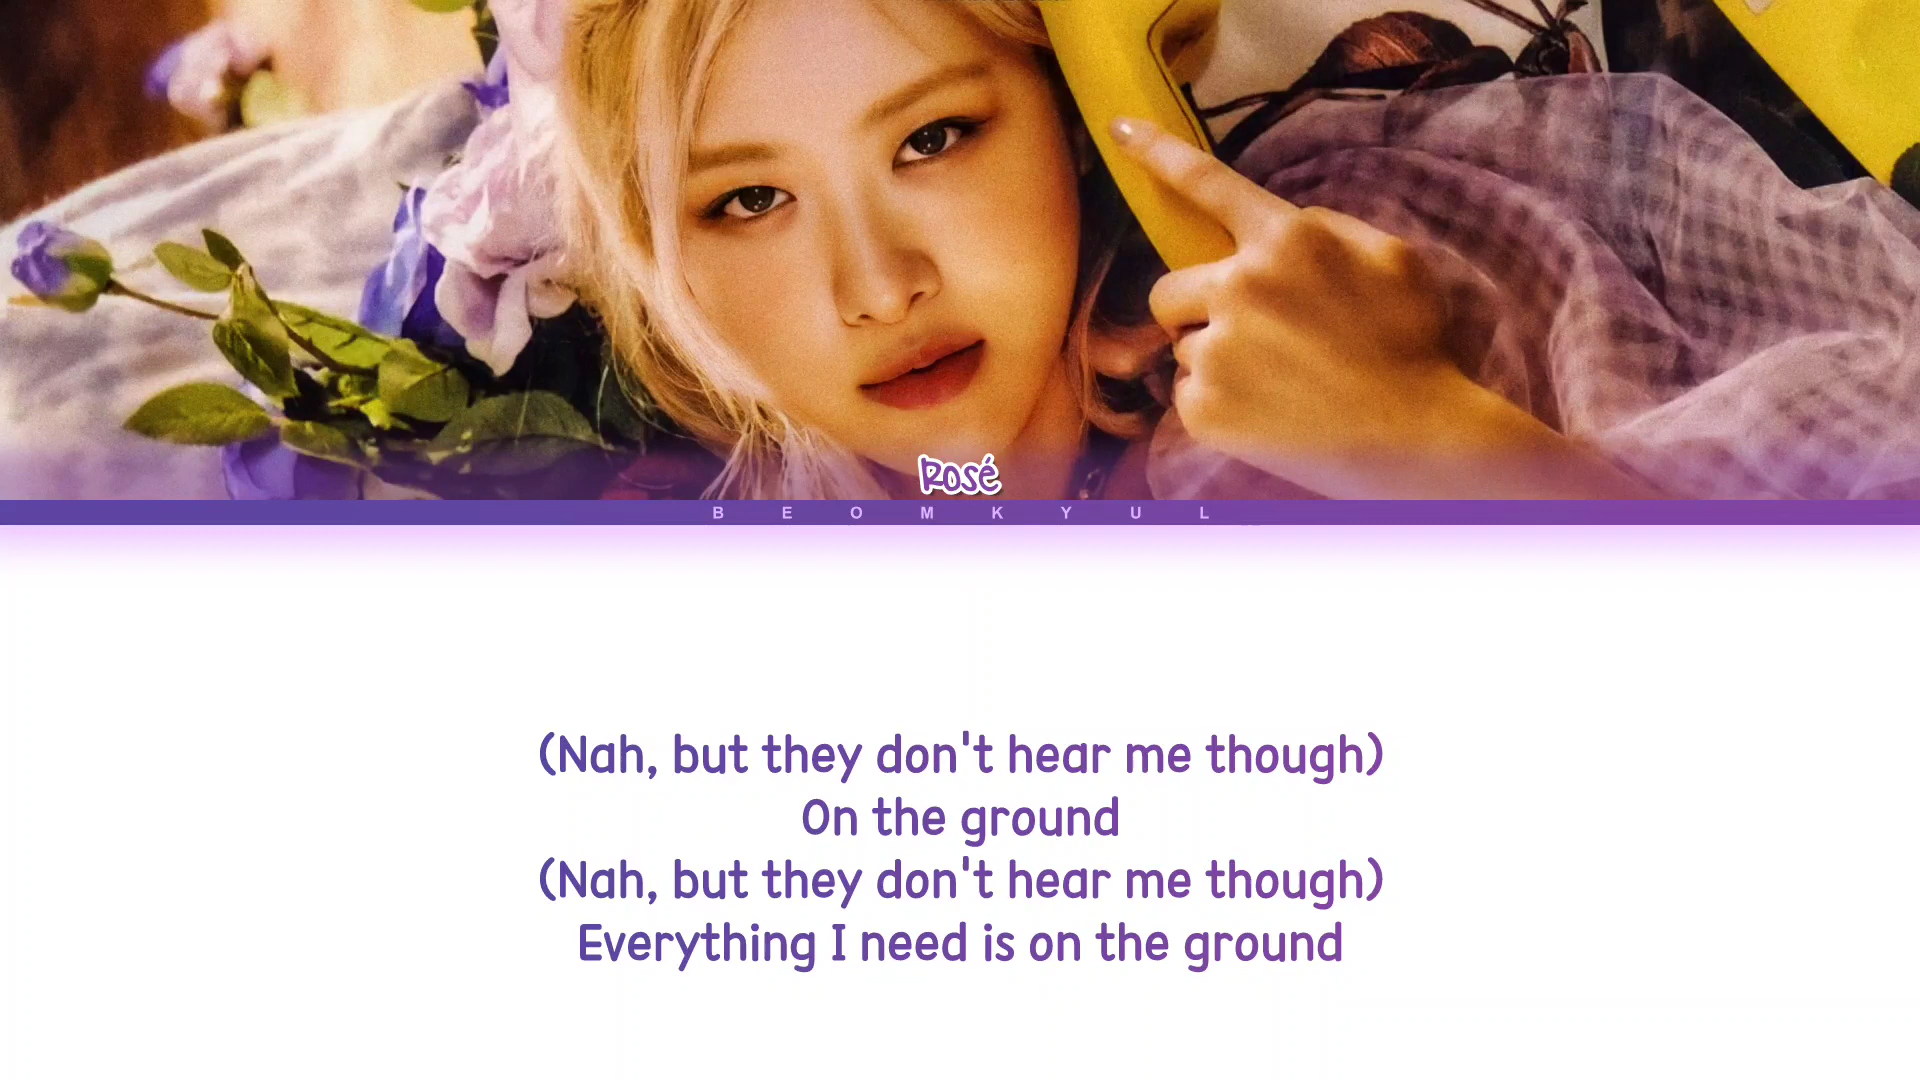 Rosé
BEOMKYUL
(Nah, but they don't hear me though)
On the ground
(Nah, but they don't hear me though)
Everything I need is on the ground